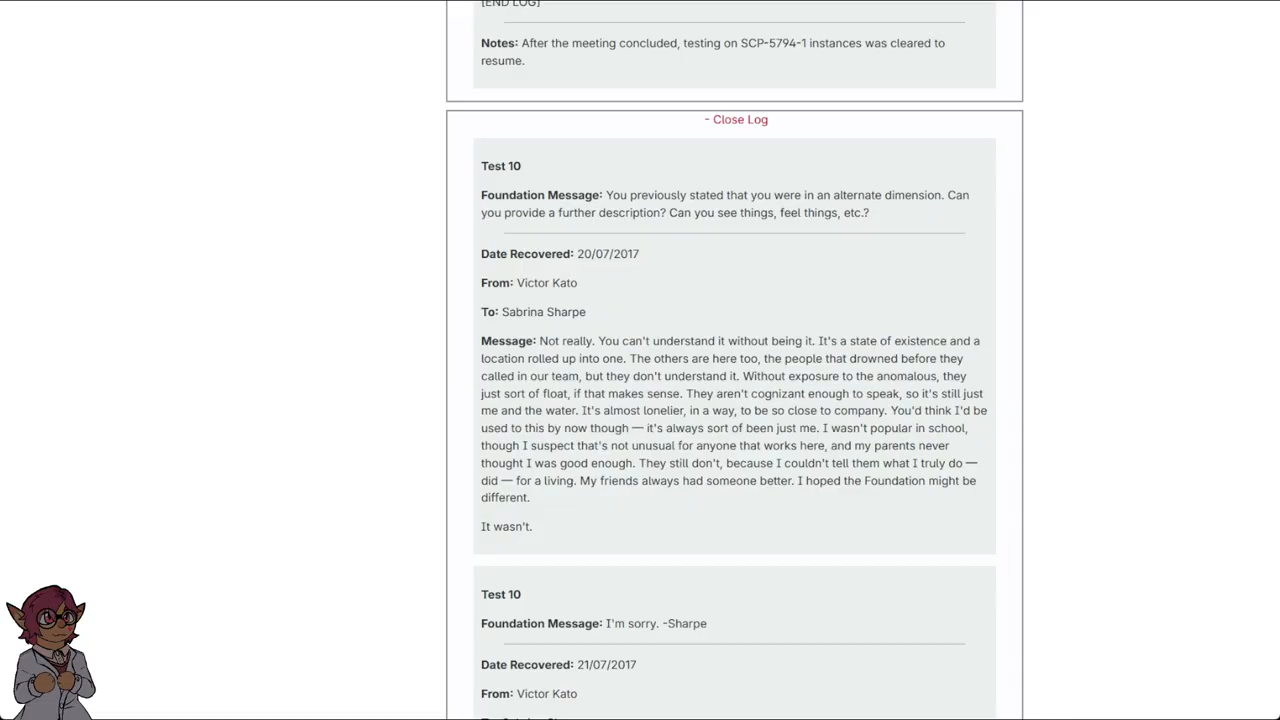 [END LOG]
Notes: After the meeting concluded, testing on SCP-5794-1 instances was cleared to
resume.
- Close Log
Test 10
Foundation Message: You previously stated that you were in an alternate dimension. Can
you provide a further description? Can you see things, feel things, etc.?
Date Recovered: 20/07/2017
From: Victor Kato
To: Sabrina Sharpe
Message: Not really. You can't understand it without being it. It's a state of existence and a
location rolled up into one. The others are here too, the people that drowned before they
called in our team, but they don't understand it. Without exposure to the anomalous, they
just sort of float, if that makes sense. They aren't cognizant enough to speak, so it's still just
me and the water. It's almost lonelier, in a way, to be so close to company. You'd think I'd be
used to this by now though — it's always sort of been just me. I wasn't popular in school,
though I suspect that's not unusual for anyone that works here, and my parents never
thought I was good enough. They still don't, because I couldn't tell them what I truly do —
did — for a living. My friends always had someone better. I hoped the Foundation might be
different.
It wasn't.
Test 10
Foundation Message: I'm sorry. -Sharpe
Date Recovered: 21/07/2017
From: Victor Kato